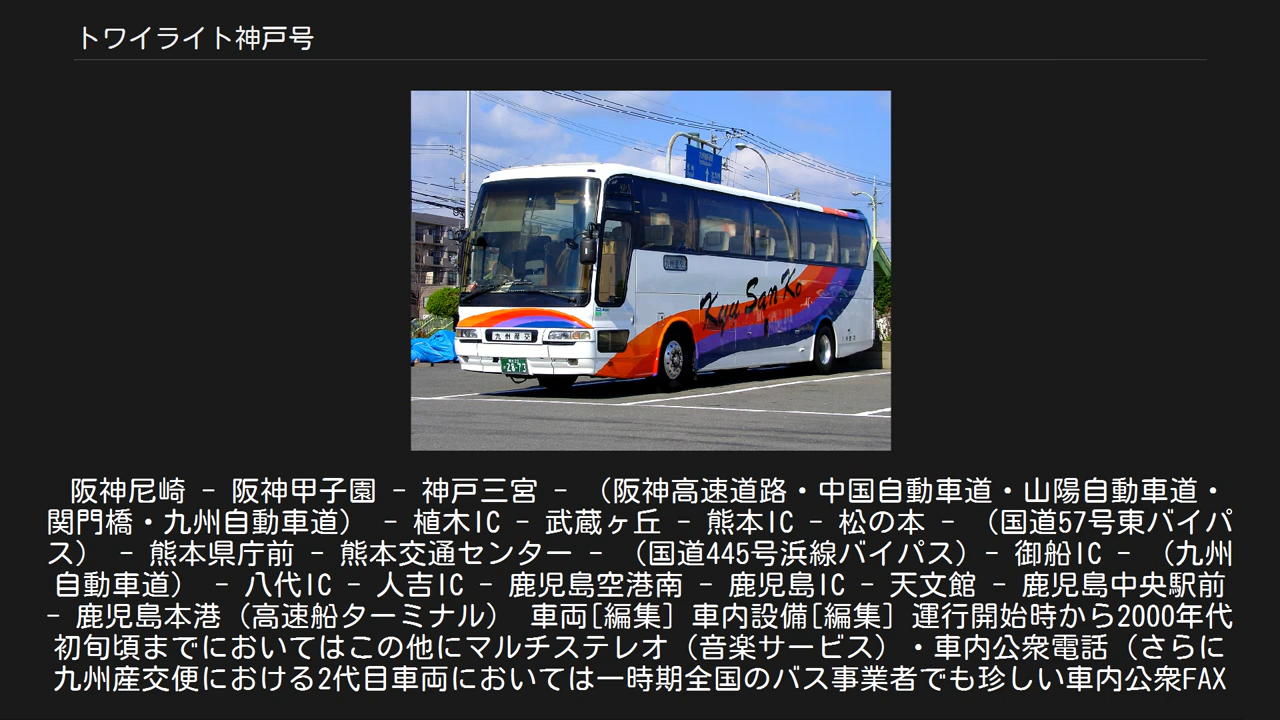 トワイライト神戸号
Kyu San Ko
九州産交
28-73
阪神尼崎 - 阪神甲子園 - 神戸三宮 - （阪神高速道路・中国自動車道・山陽自動車道・
関門橋・九州自動車道） - 植木IC - 武蔵ヶ丘 - 熊本IC - 松の本 - （国道57号東バイパ
ス） - 熊本県庁前 - 熊本交通センター - （国道445号浜線バイパス）- 御船IC - （九州
自動車道） - 八代IC - 人吉IC - 鹿児島空港南 - 鹿児島IC - 天文館 - 鹿児島中央駅前
- 鹿児島本港（高速船ターミナル） 車両[編集] 車内設備[編集] 運行開始時から2000年代
初旬頃までにおいてはこの他にマルチステレオ（音楽サービス）・車内公衆電話（さらに
九州産交便における2代目車両においては一時期全国のバス事業者でも珍しい車内公衆FAX